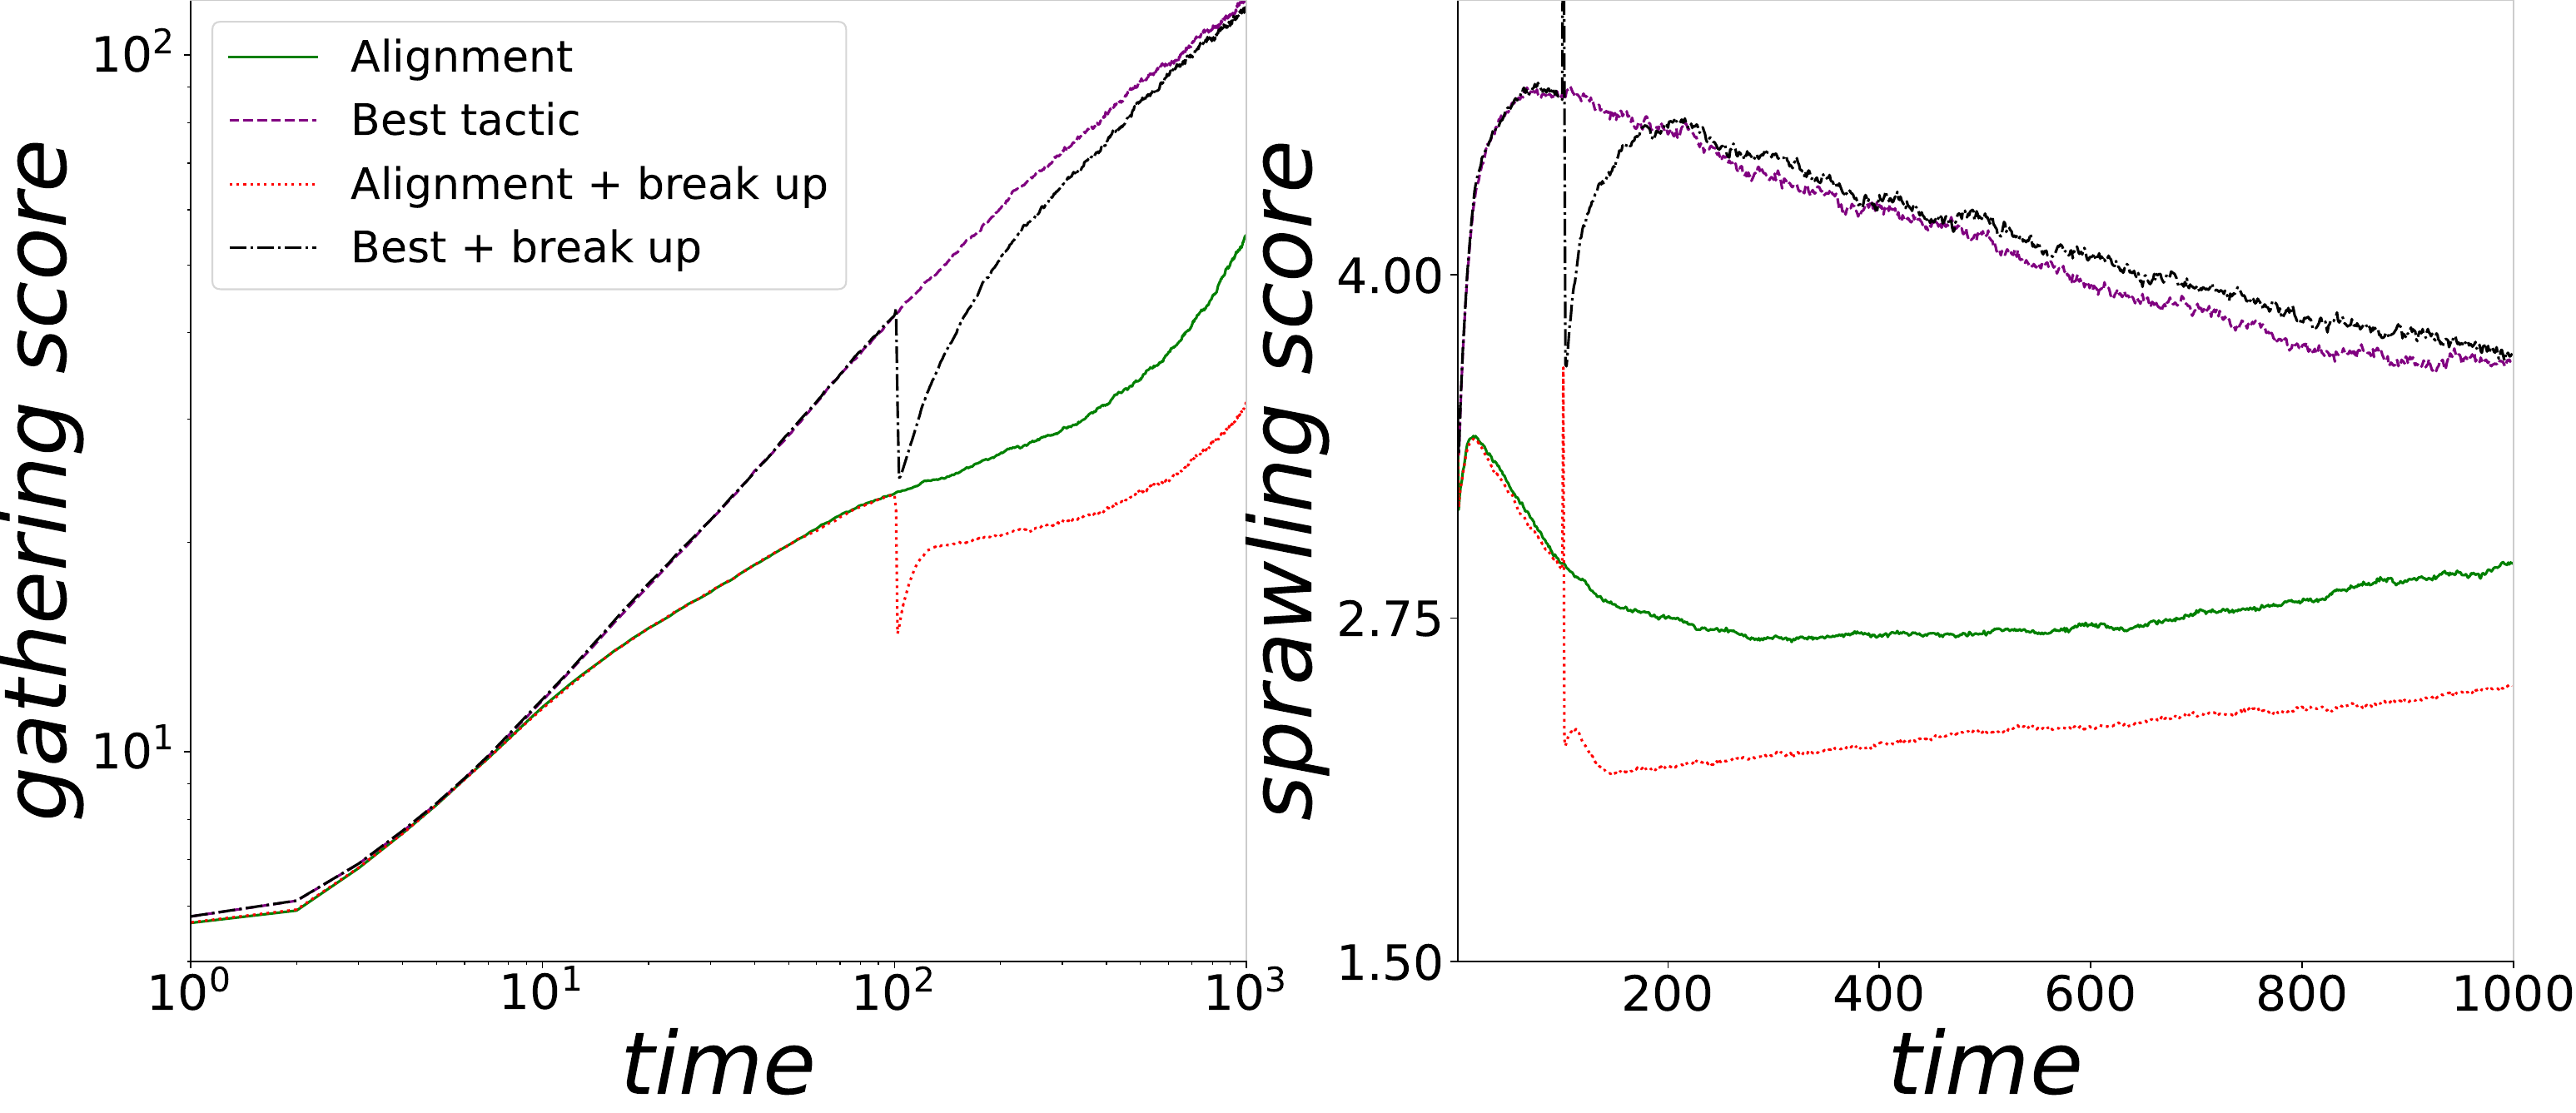 gathering score
10²
10¹
Alignment
Best tactic
Alignment + break up
Best + break up
10⁰
10¹
10²
10³
time
sprawling score
4.00
2.75
1.50
200
400
600
800
1000
time